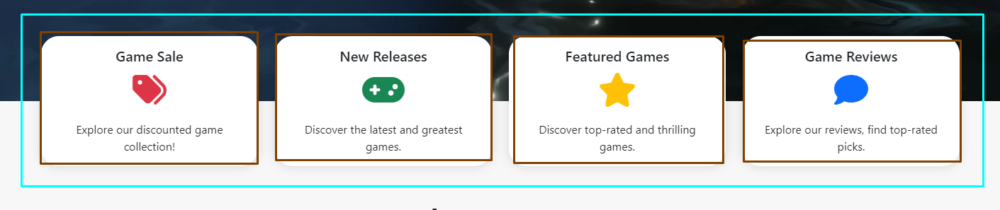 Game Sale
Explore our discounted game
collection!
New Releases
Discover the latest and greatest
games.
Featured Games
Discover top-rated and thrilling
games.
Game Reviews
Explore our reviews, find top-rated
picks.